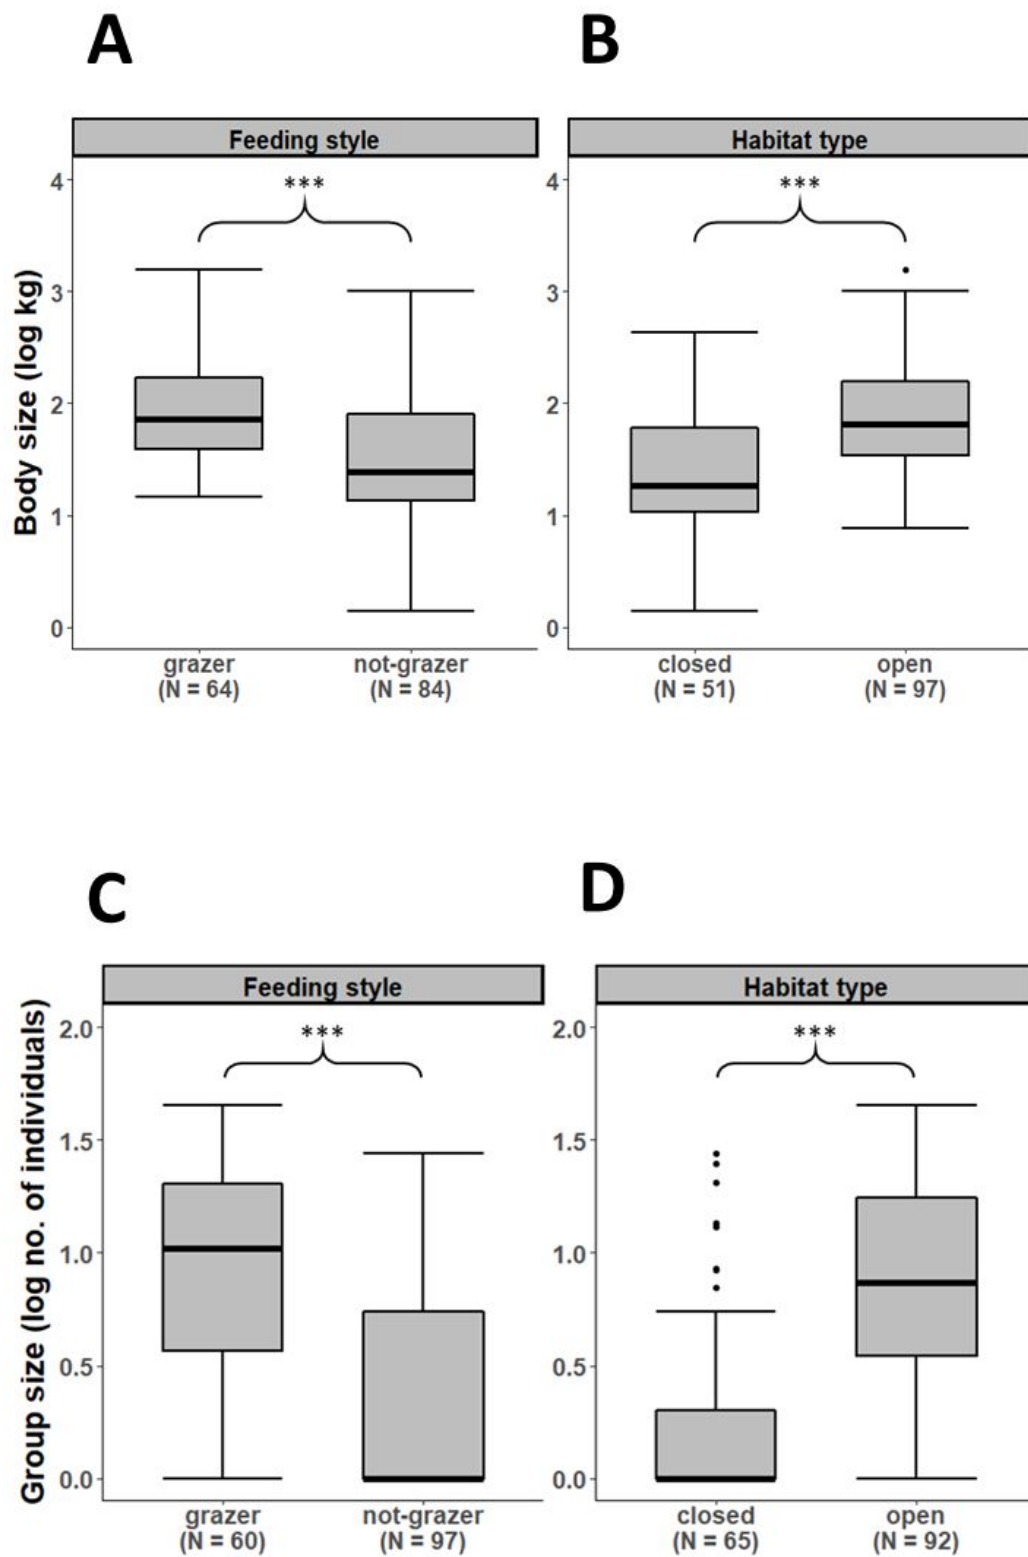 A
B
Feeding style
Habitat type
Body size (log kg)
4
3
2
1
0
***
grazer
(N = 64)
not-grazer
(N = 84)
4
3
2
1
0
***
closed
(N = 51)
open
(N = 97)
C
D
Feeding style
Habitat type
Group size (log no. of individuals)
2.0
1.5
1.0
0.5
0.0
***
grazer
(N = 60)
not-grazer
(N = 97)
2.0
1.5
1.0
0.5
0.0
***
closed
(N = 65)
open
(N = 92)